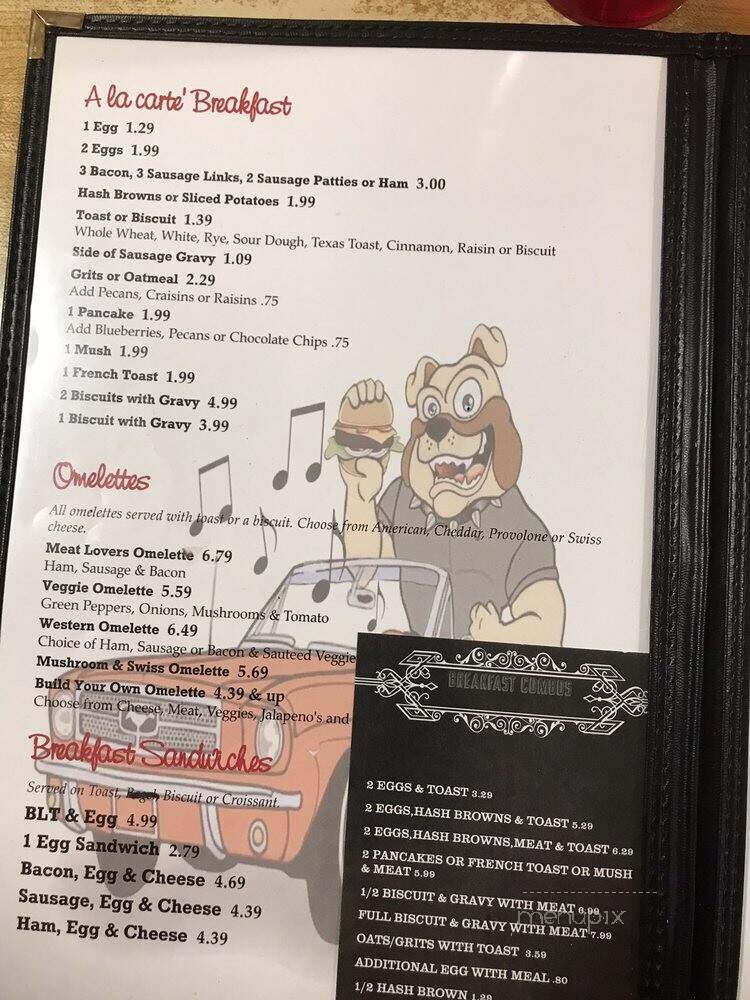 A la carte' Breakfast
1 Egg 1.29
2 Eggs 1.99
3 Bacon, 3 Sausage Links, 2 Sausage Patties or Ham 3.00
Hash Browns or Sliced Potatoes 1.99
Toast or Biscuit 1.39
Whole Wheat, White, Rye, Sour Dough, Texas Toast, Cinnamon, Raisin or Biscuit
Side of Sausage Gravy 1.09
Grits or Oatmeal 2.29
Add Pecans, Craisins or Raisins .75
1 Pancake 1.99
Add Blueberries, Pecans or Chocolate Chips .75
1 Mush 1.99
1 French Toast 1.99
2 Biscuits with Gravy 4.99
1 Biscuit with Gravy 3.99
Omelettes
All omelettes served with toast or a biscuit. Choose from American, Cheddar, Provolone or Swiss
cheese.
Meat Lovers Omelette 6.79
Ham, Sausage & Bacon
Veggie Omelette 5.59
Green Peppers, Onions, Mushrooms & Tomato
Western Omelette 6.49
Choice of Ham, Sausage or Bacon & Sauteed Veggie
Mushroom & Swiss Omelette 5.69
Build Your Own Omelette 4.39 & up
Choose from Cheese, Meat, Veggies, Jalapeno's and
Breakfast Sandwiches
Served on Toast, Biscuit or Croissant.
BLT & Egg 4.99
1 Egg Sandwich 2.79
Bacon, Egg & Cheese 4.69
Sausage, Egg & Cheese 4.39
Ham, Egg & Cheese 4.39
BREAKFAST COMBOS
2 EGGS & TOAST 3.29
2 EGGS,HASH BROWNS & TOAST 5.29
2 EGGS,HASH BROWNS,MEAT & TOAST 6.29
2 PANCAKES OR FRENCH TOAST OR MUSH
& MEAT 5.99
1/2 BISCUIT & GRAVY WITH MEAT 6.99
FULL BISCUIT & GRAVY WITH MEAT 7.99
OATS/GRITS WITH TOAST 3.59
ADDITIONAL EGG WITH MEAL .80
1/2 HASH BROWN 1.29
menupix